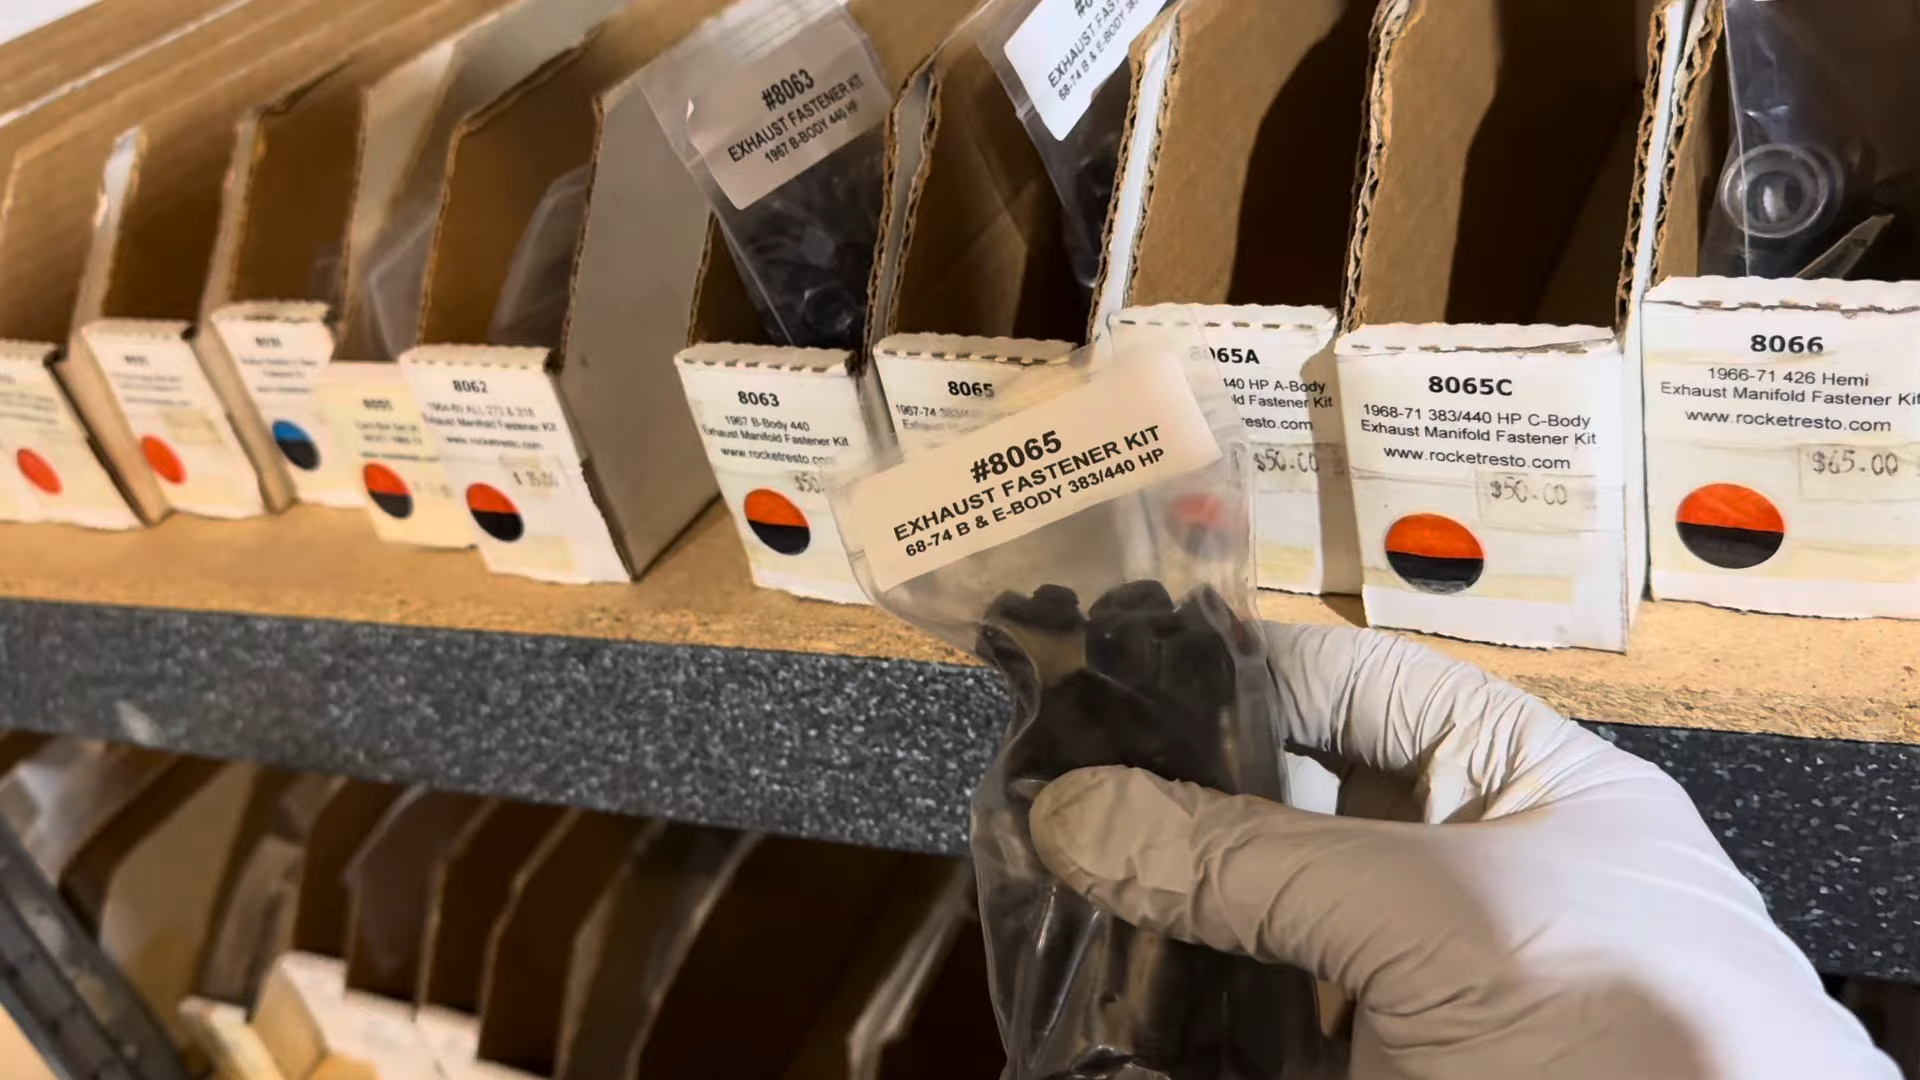 #8063
EXHAUST FASTENER KIT
1967 B-BODY 440 HP
EXHAUST FAST
68-74 B & E-BODY
8062
1964-69 ALL 273 & 318
Exhaust Manifold Fastener Kit
www.rocketresto.com
8063
1967 B-Body 440
Exhaust Manifold Fastener Kit
www.rocketresto.com
$50.
8065
1967-74 383/
#8065
EXHAUST FASTENER KIT
68-74 B & E-BODY 383/440 HP
065A
440 HP A-Body
ld Fastener Kit
resto.com
$50.00
8065C
1968-71 383/440 HP C-Body
Exhaust Manifold Fastener Kit
www.rocketresto.com
$50.00
8066
1966-71 426 Hemi
Exhaust Manifold Fastener Kit
www.rocketresto.com
$65.00